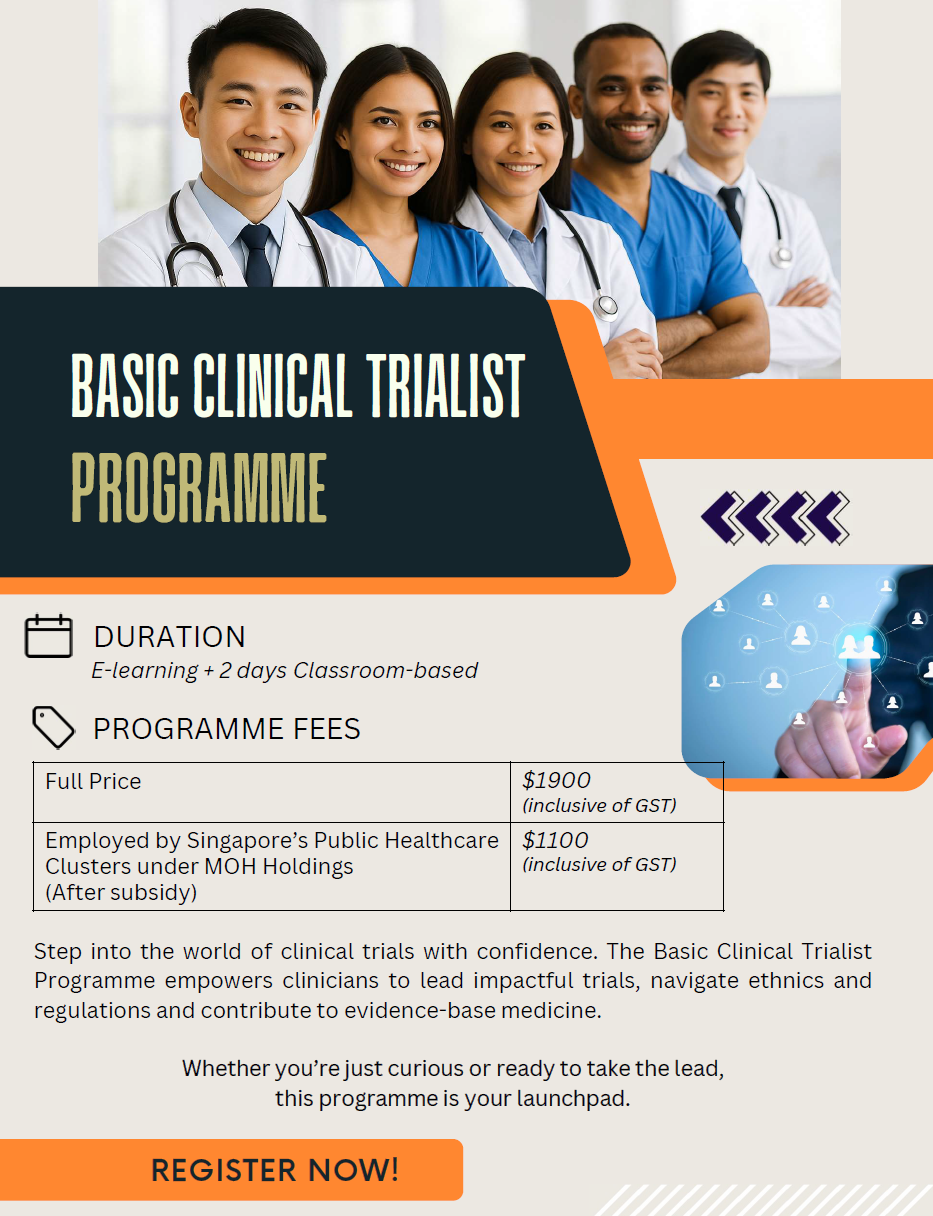 BASIC CLINICAL TRIALIST
PROGRAMME
DURATION
E-learning + 2 days Classroom-based
PROGRAMME FEES
Full Price
$1900
(inclusive of GST)
Employed by Singapore’s Public Healthcare
Clusters under MOH Holdings
(After subsidy)
$1100
(inclusive of GST)
Step into the world of clinical trials with confidence. The Basic Clinical Trialist
Programme empowers clinicians to lead impactful trials, navigate ethnics and
regulations and contribute to evidence-base medicine.
Whether you’re just curious or ready to take the lead,
this programme is your launchpad.
REGISTER NOW!